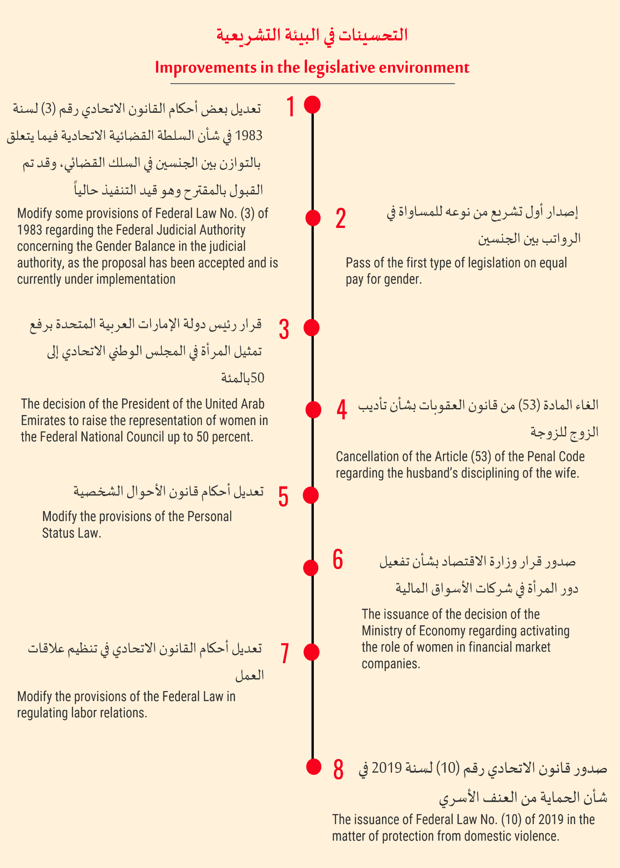 التحسينات في البيئة التشريعية
Improvements in the legislative environment
1
تعديل بعض أحكام القانون الاتحادي رقم (3) لسنة
1983 في شأن السلطة القضائية الاتحادية فيما يتعلق
بالتوازن بين الجنسين في السلك القضائي، وقد تم
القبول بالمقترح وهو قيد التنفيذ حالياً
Modify some provisions of Federal Law No. (3) of
1983 regarding the Federal Judicial Authority
concerning the Gender Balance in the judicial
authority, as the proposal has been accepted and is
currently under implementation
2
إصدار أول تشريع من نوعه للمساواة في
الرواتب بين الجنسين
Pass of the first type of legislation on equal
pay for gender.
3
قرار رئيس دولة الإمارات العربية المتحدة برفع
تمثيل المرأة في المجلس الوطني الاتحادي إلى
50بالمئة
The decision of the President of the United Arab
Emirates to raise the representation of women in
the Federal National Council up to 50 percent.
4
الغاء المادة (53) من قانون العقوبات بشأن تأديب
الزوج للزوجة
Cancellation of the Article (53) of the Penal Code
regarding the husband's disciplining of the wife.
5
تعديل أحكام قانون الأحوال الشخصية
Modify the provisions of the Personal
Status Law.
6
صدور قرار وزارة الاقتصاد بشأن تفعيل
دور المرأة في شركات الأسواق المالية
The issuance of the decision of the
Ministry of Economy regarding activating
the role of women in financial market
companies.
7
تعديل أحكام القانون الاتحادي في تنظيم علاقات
العمل
Modify the provisions of the Federal Law in
regulating labor relations.
8
صدور قانون الاتحادي رقم (10) لسنة 2019 في
شأن الحماية من العنف الأسري
The issuance of Federal Law No. (10) of 2019 in the
matter of protection from domestic violence.